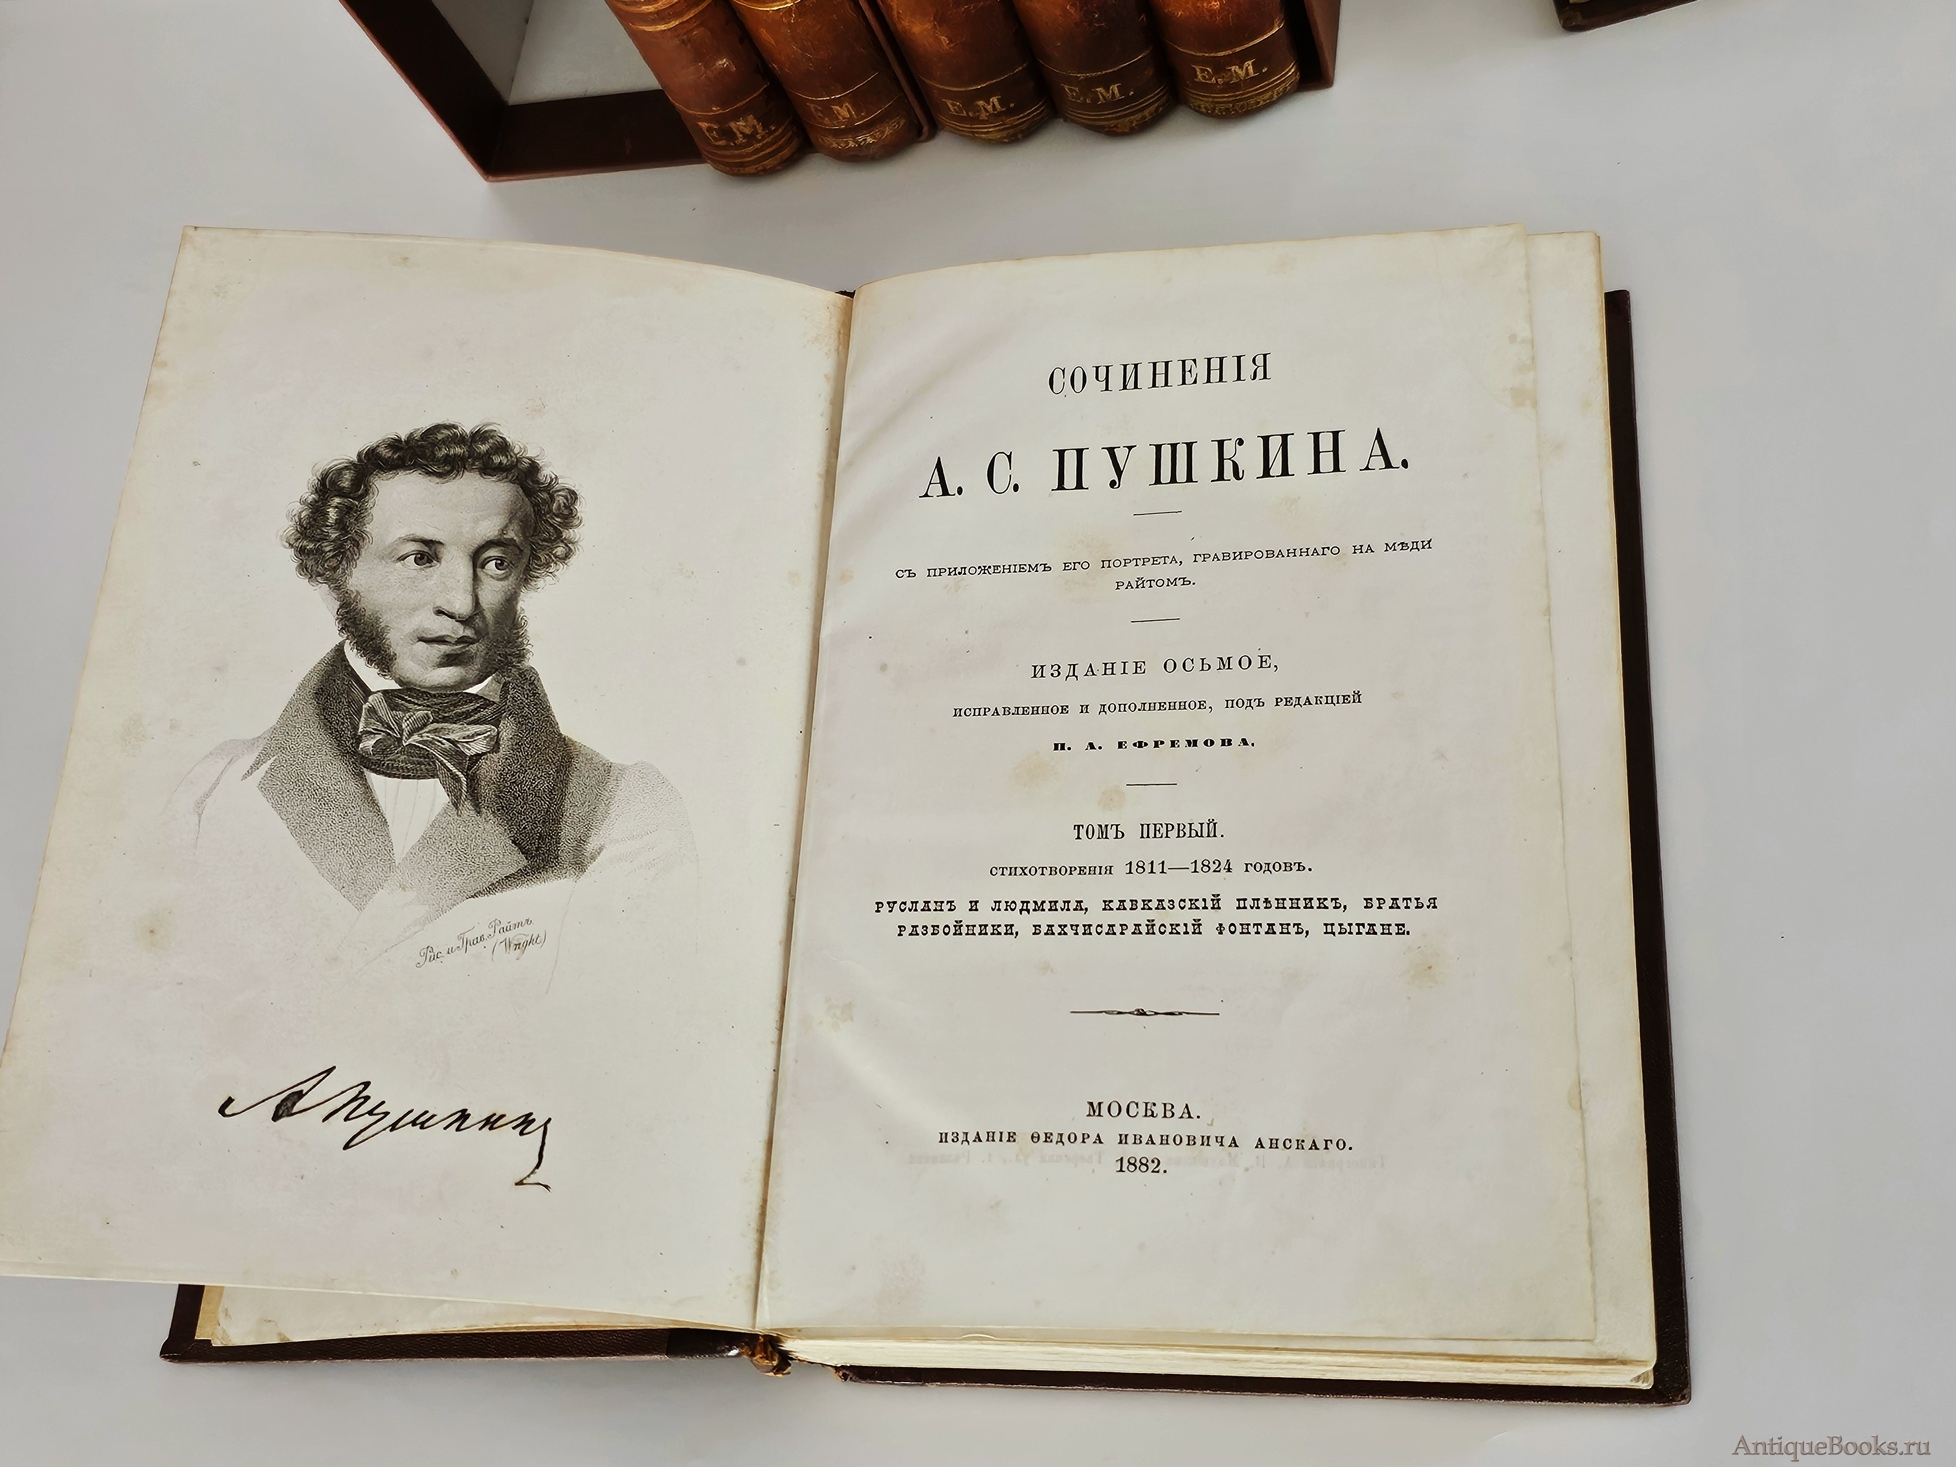 Е.М.
Е.М.
Е.М.
Е.М.
Е.М.
Рис. и Грав. Райтъ
(Wright)
А Пушкинъ
СОЧИНЕНІЯ
А. С. ПУШКИНА.
СЪ ПРИЛОЖЕНІЕМЪ ЕГО ПОРТРЕТА, ГРАВИРОВАННАГО НА МѢДИ
РАЙТОМЪ.
ИЗДАНІЕ ОСЬМОЕ,
ИСПРАВЛЕННОЕ И ДОПОЛНЕННОЕ, ПОДЪ РЕДАКЦІЕЙ
П. А. ЕФРЕМОВА.
ТОМЪ ПЕРВЫЙ.
СТИХОТВОРЕНІЯ 1811—1824 ГОДОВЪ.
РУСЛАНЪ И ЛЮДМИЛА, КАВКАЗСКІЙ ПЛѢННИКЪ, БРАТЬЯ
РАЗБОЙНИКИ, БАХЧИСАРАЙСКІЙ ФОНТАНЪ, ЦЫГАНЕ.
МОСКВА.
ИЗДАНІЕ ѲЕДОРА ИВАНОВИЧА АНСКАГО.
1882.
AntiqueBooks.ru